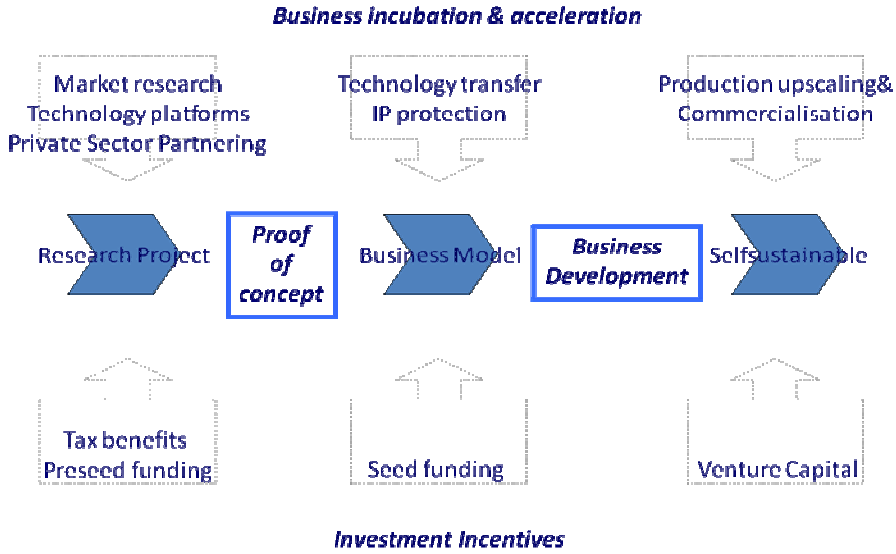 Business incubation & acceleration
Market research
Technology platforms
Private Sector Partnering
Technology transfer
IP protection
Production upscaling&
Commercialisation
Research Project
Proof
of
concept
Business Model
Business
Development
Selfsustainable
Tax benefits
Preseed funding
Seed funding
Venture Capital
Investment Incentives